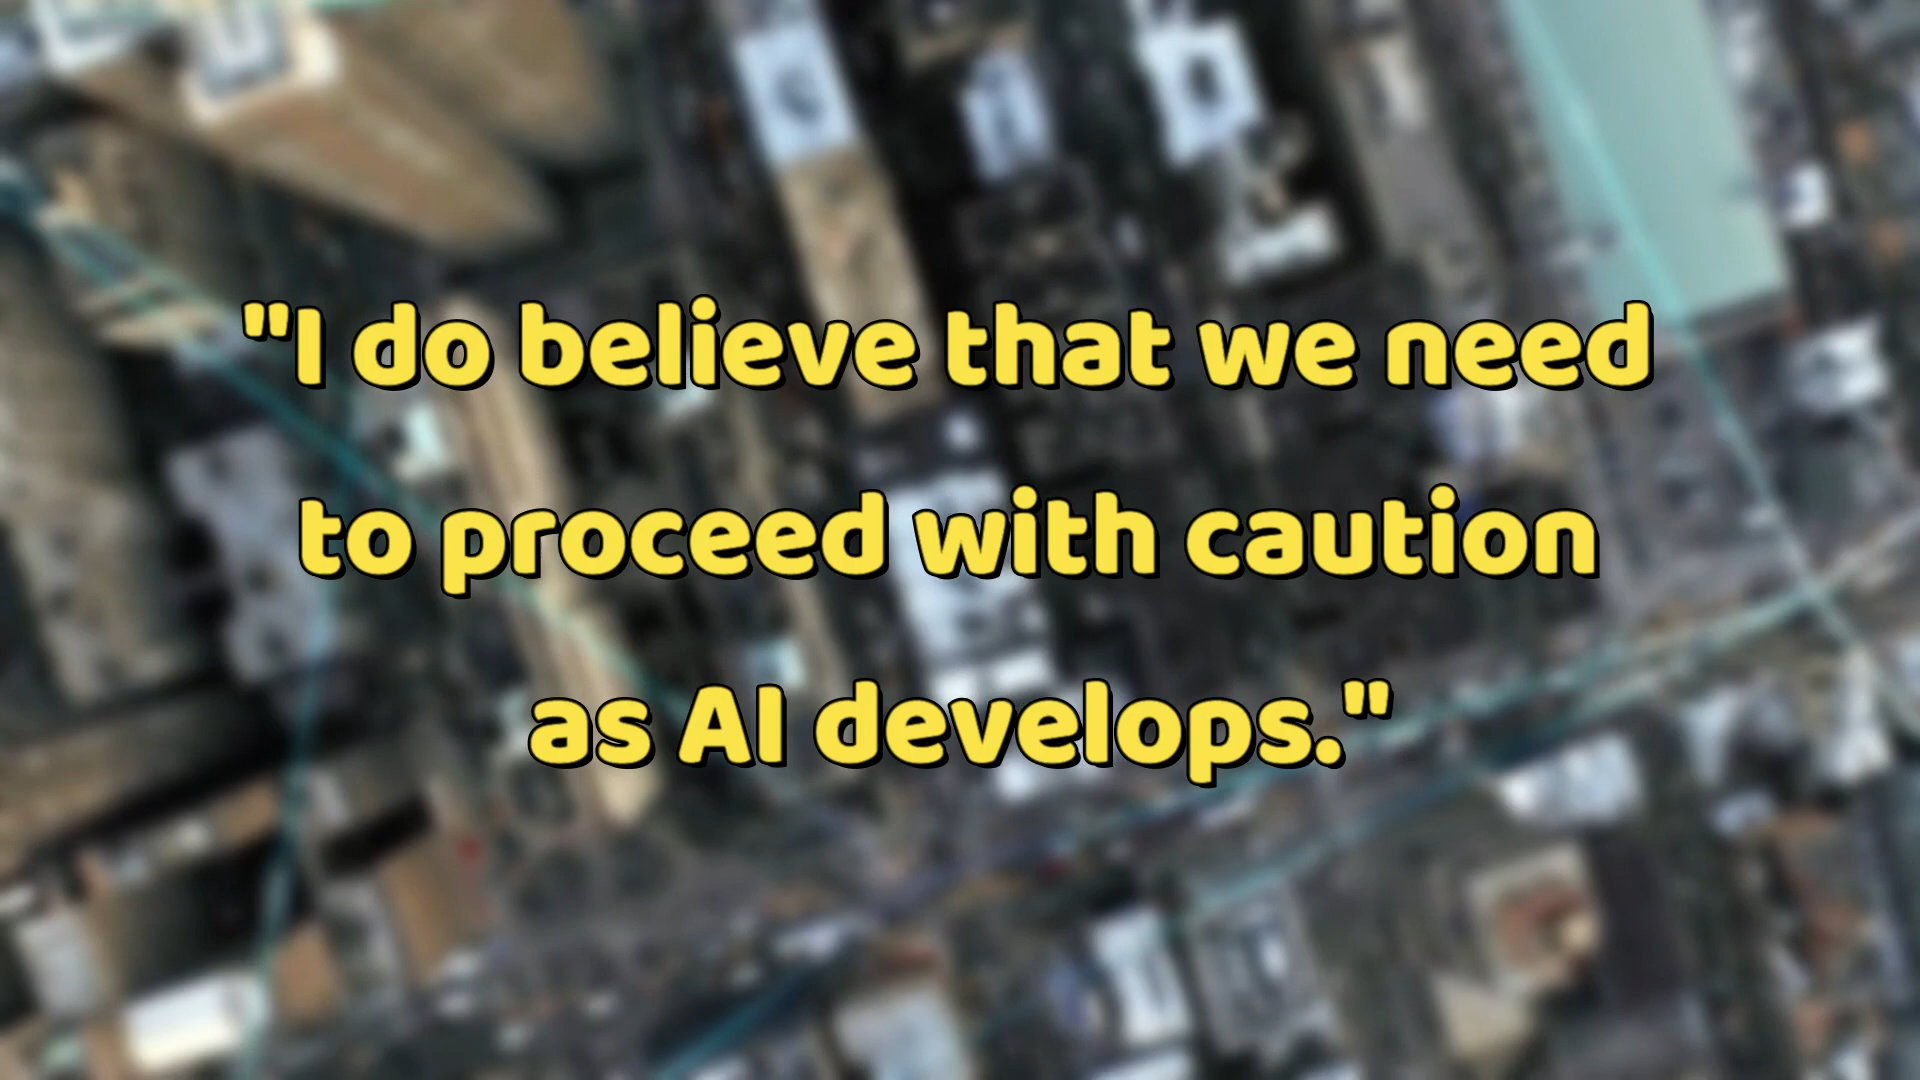 "I do believe that we need
to proceed with caution
as AI develops."